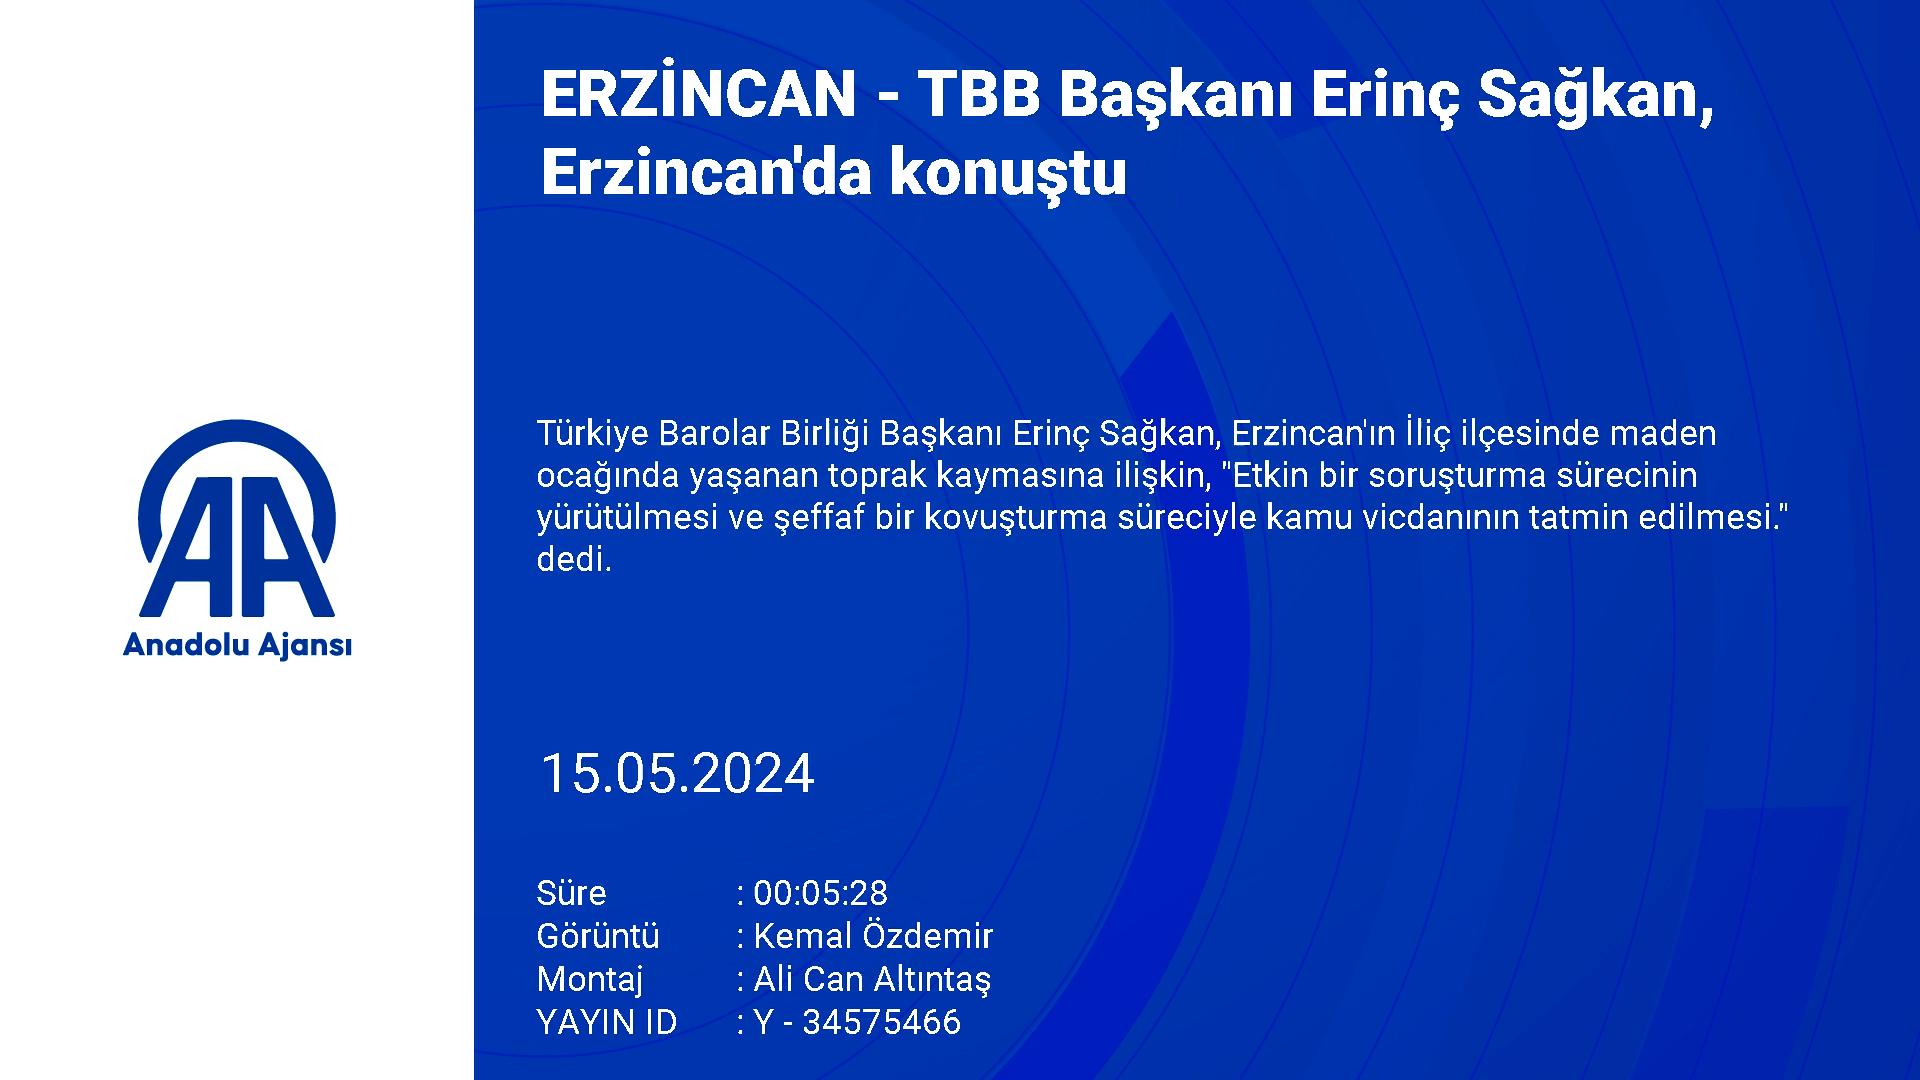 ERZİNCAN - TBB Başkanı Erinç Sağkan,
Erzincan'da konuştu
Türkiye Barolar Birliği Başkanı Erinç Sağkan, Erzincan'ın İliç ilçesinde maden
ocağında yaşanan toprak kaymasına ilişkin, "Etkin bir soruşturma sürecinin
yürütülmesi ve şeffaf bir kovuşturma süreciyle kamu vicdanının tatmin edilmesi."
dedi.
AA
Anadolu Ajansı
15.05.2024
Süre : 00:05:28
Görüntü : Kemal Özdemir
Montaj : Ali Can Altıntaş
YAYIN ID : Y - 34575466